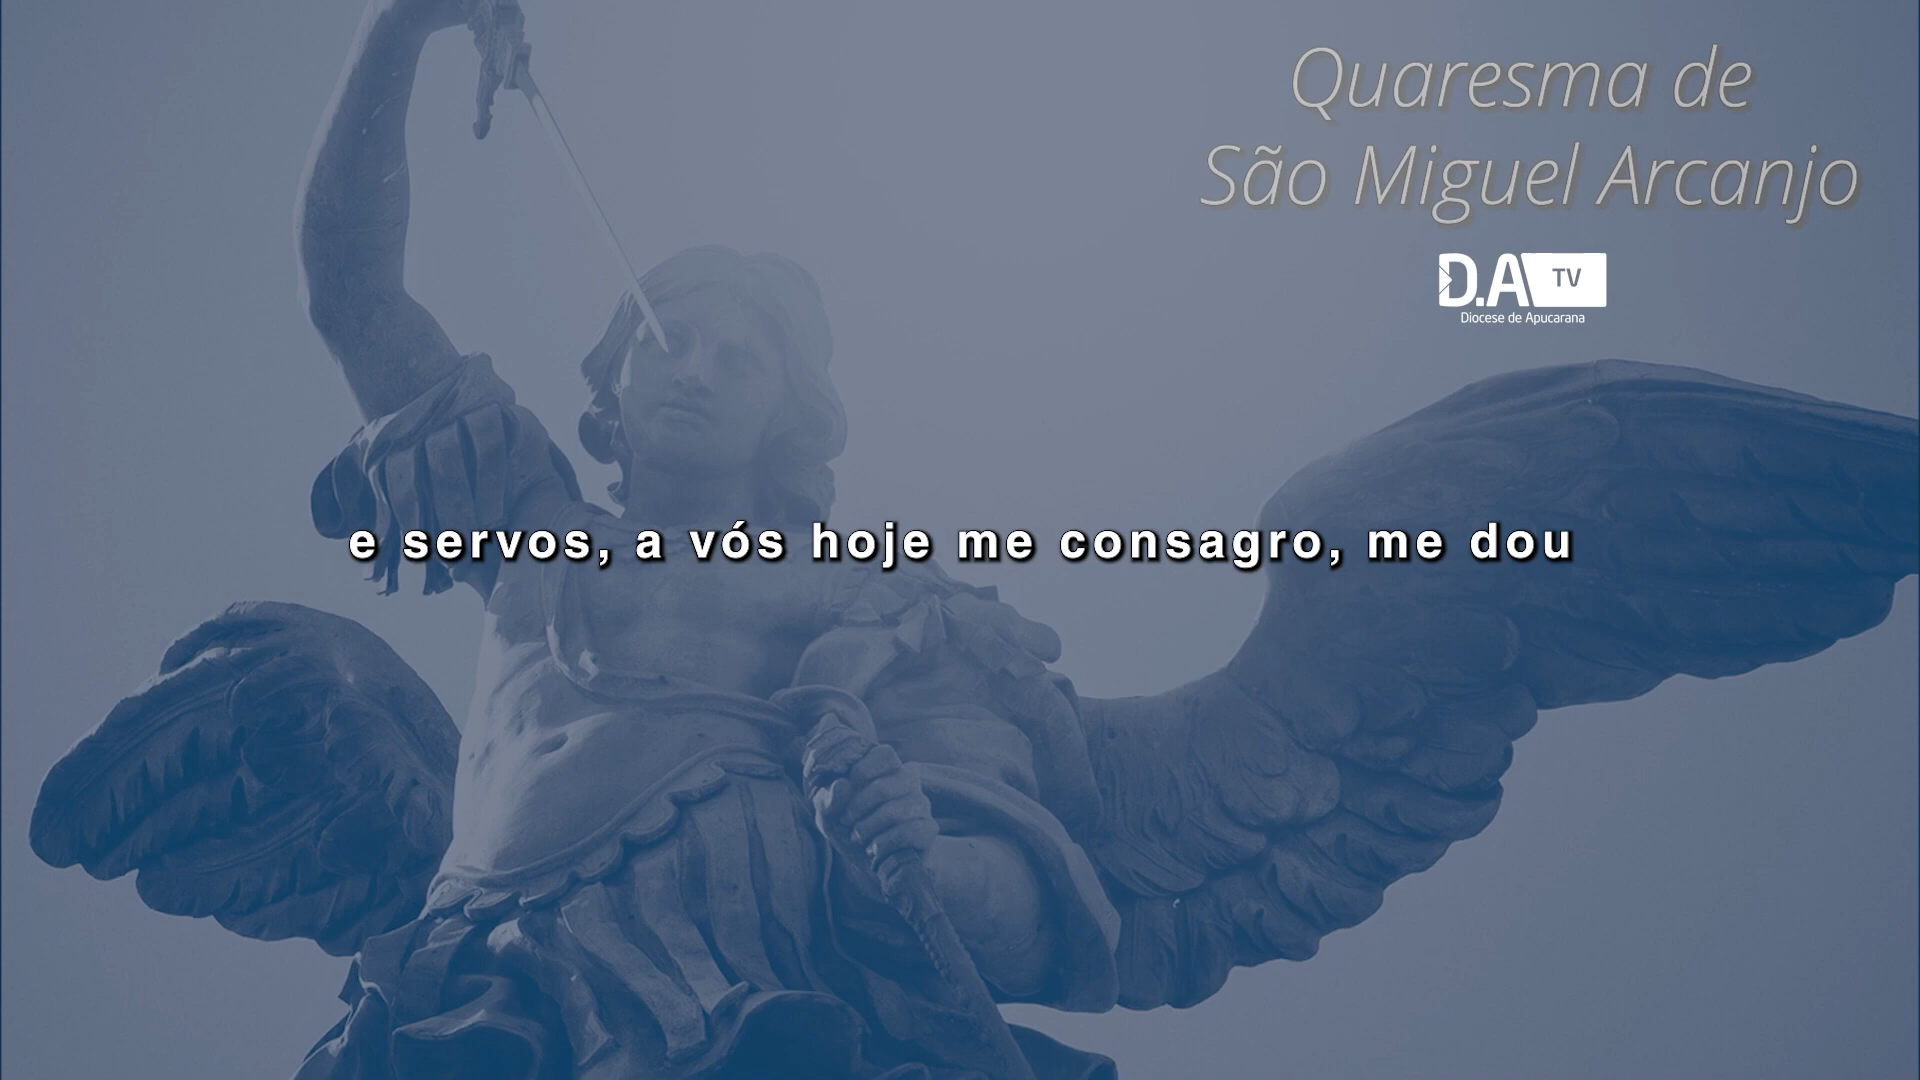 Quaresma de
São Miguel Arcanjo
D.A TV
Diocese de Apucarana
e servos, a vós hoje me consagro, me dou